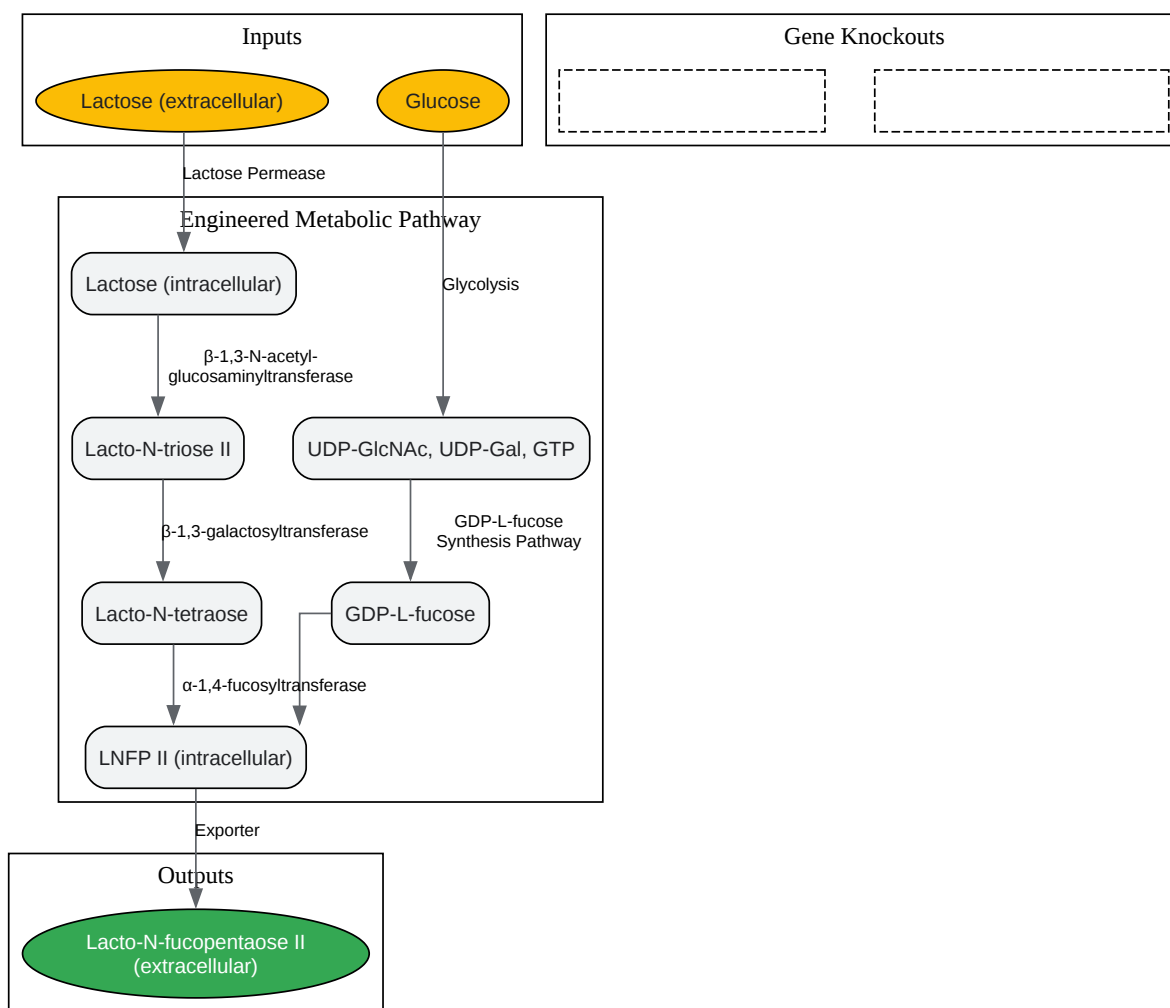 Inputs
Gene Knockouts
Lactose (extracellular)
Glucose
Lactose Permease
Engineered Metabolic Pathway
Lactose (intracellular)
Glycolysis
β-1,3-N-acetyl-
glucosaminyltransferase
Lacto-N-triose II
UDP-GlcNAc, UDP-Gal, GTP
β-1,3-galactosyltransferase
GDP-L-fucose
Synthesis Pathway
Lacto-N-tetraose
GDP-L-fucose
α-1,4-fucosyltransferase
LNFP II (intracellular)
Exporter
Outputs
Lacto-N-fucopentaose II
(extracellular)